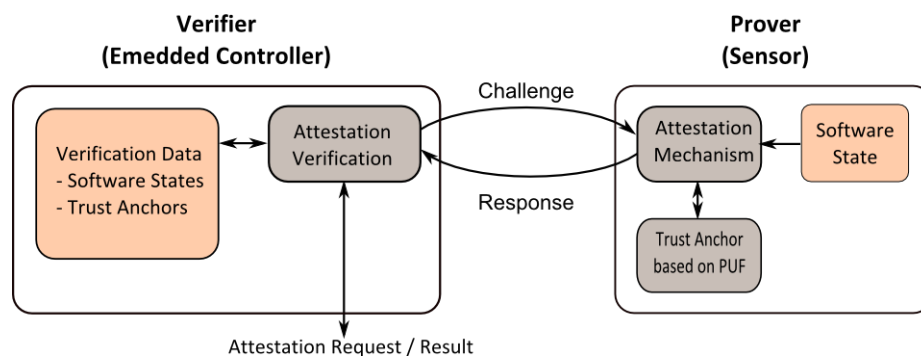 Verifier
(Emedded Controller)
Prover
(Sensor)
Verification Data
- Software States
- Trust Anchors
Attestation
Verification
Challenge
Response
Attestation
Mechanism
Software
State
Trust Anchor
based on PUF
Attestation Request / Result